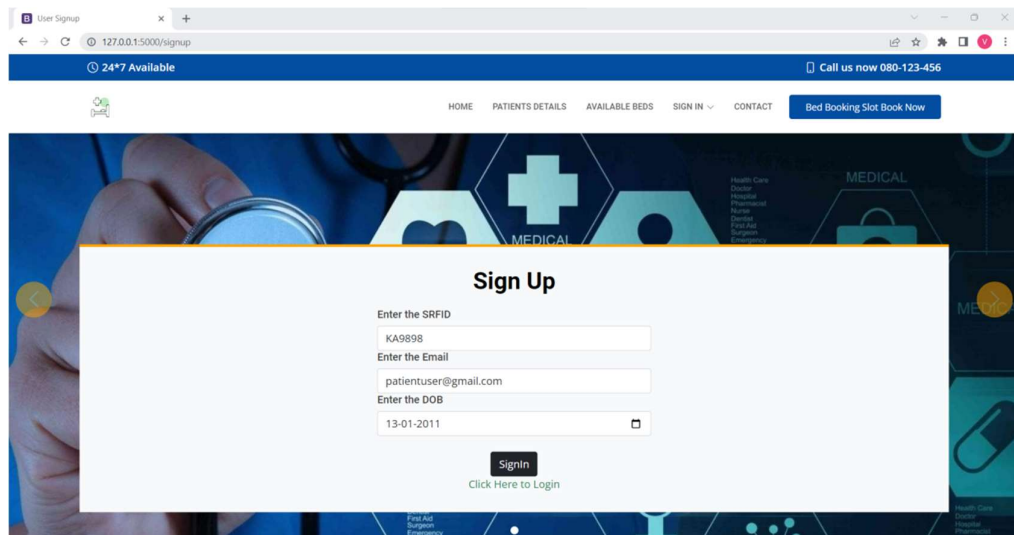 B User Signup
127.0.0.1:5000/signup
V
24*7 Available
Call us now 080-123-456
HOME PATIENTS DETAILS AVAILABLE BEDS SIGN IN CONTACT Bed Booking Slot Book Now
MEDICAL
Health Care
Doctor
Hospital
Pharmacist
Nurse
Dentist
First Aid
Surgeon
Emergency
MEDICAL
Sign Up
Enter the SRFID
KA9898
Enter the Email
patientuser@gmail.com
Enter the DOB
13-01-2011
SignIn
Click Here to Login
MEDIC
First Aid
Surgeon
Emergency
Health Care
Doctor
Hospital
Pharmacist